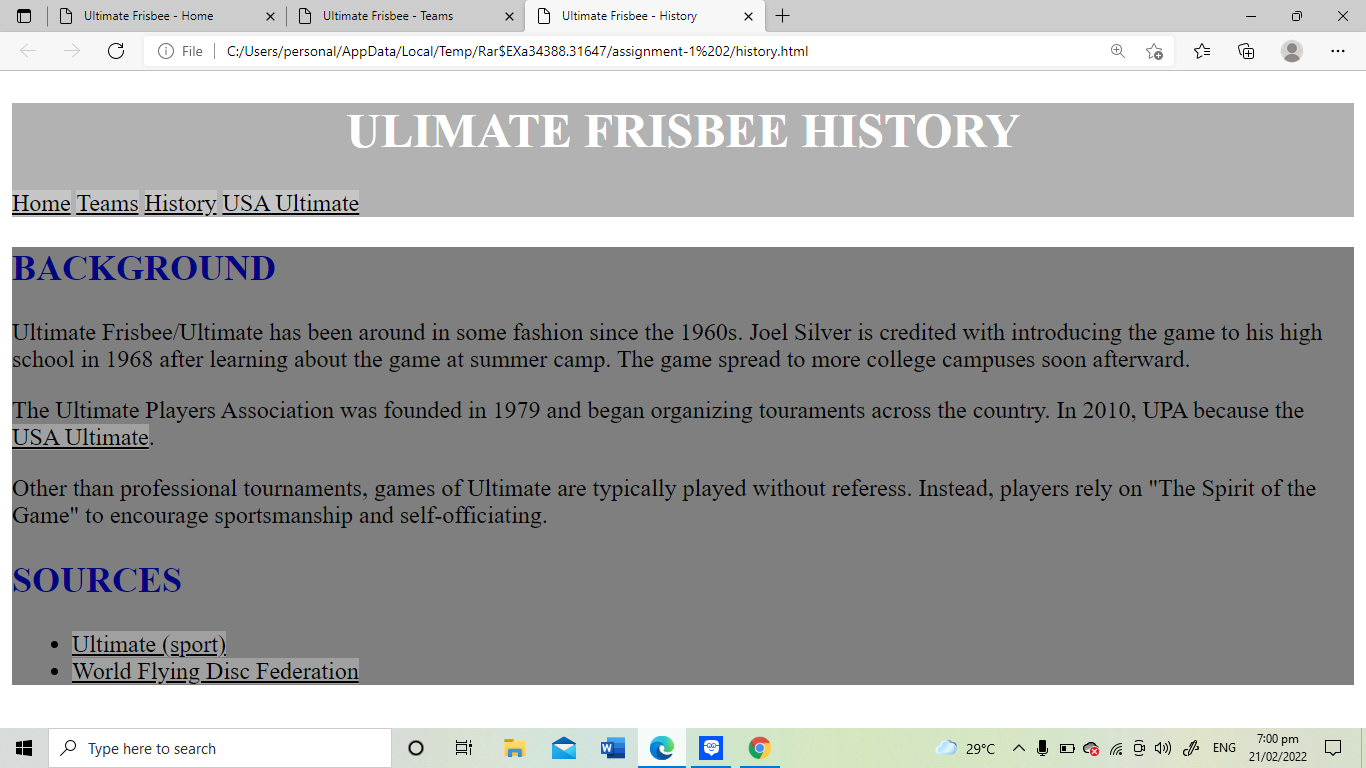 Ultimate Frisbee - Home
Ultimate Frisbee - Teams
Ultimate Frisbee - History
File
C:/Users/personal/AppData/Local/Temp/Rar$EXa34388.31647/assignment-1%202/history.html
ULIMATE FRISBEE HISTORY
Home Teams History USA Ultimate
BACKGROUND
Ultimate Frisbee/Ultimate has been around in some fashion since the 1960s. Joel Silver is credited with introducing the game to his high
school in 1968 after learning about the game at summer camp. The game spread to more college campuses soon afterward.
The Ultimate Players Association was founded in 1979 and began organizing touraments across the country. In 2010, UPA because the
USA Ultimate.
Other than professional tournaments, games of Ultimate are typically played without referess. Instead, players rely on "The Spirit of the
Game" to encourage sportsmanship and self-officiating.
SOURCES
• Ultimate (sport)
• World Flying Disc Federation
Type here to search
29°C
ENG
7:00 pm
21/02/2022